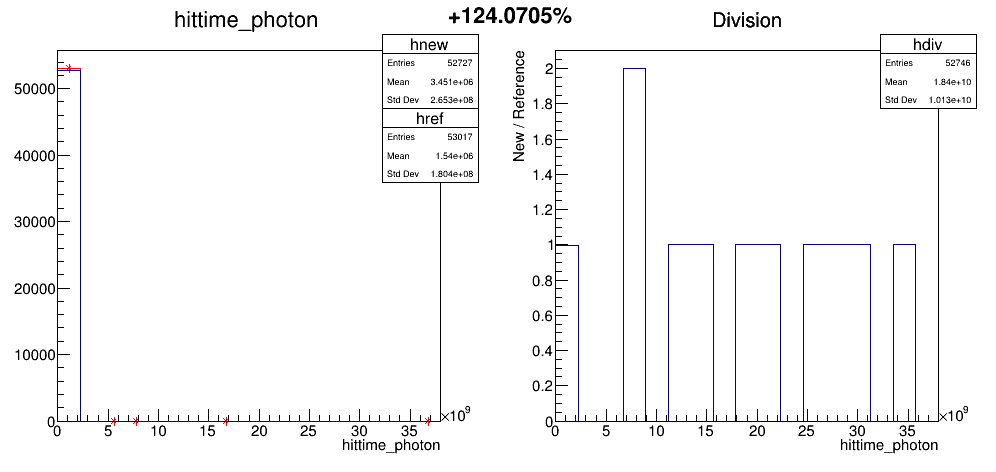 +124.0705%
hittime_photon
hnew
Entries 52727
Mean 3.451e+06
Std Dev 2.653e+08
href
Entries 53017
Mean 1.54e+06
Std Dev 1.804e+08
50000
40000
30000
20000
10000
0
0 5 10 15 20 25 30 35
×10⁹
hittime_photon
Division
hdiv
Entries 52746
Mean 1.84e+10
Std Dev 1.013e+10
New / Reference
2
1.8
1.6
1.4
1.2
1
0.8
0.6
0.4
0.2
0
0 5 10 15 20 25 30 35
×10⁹
hittime_photon